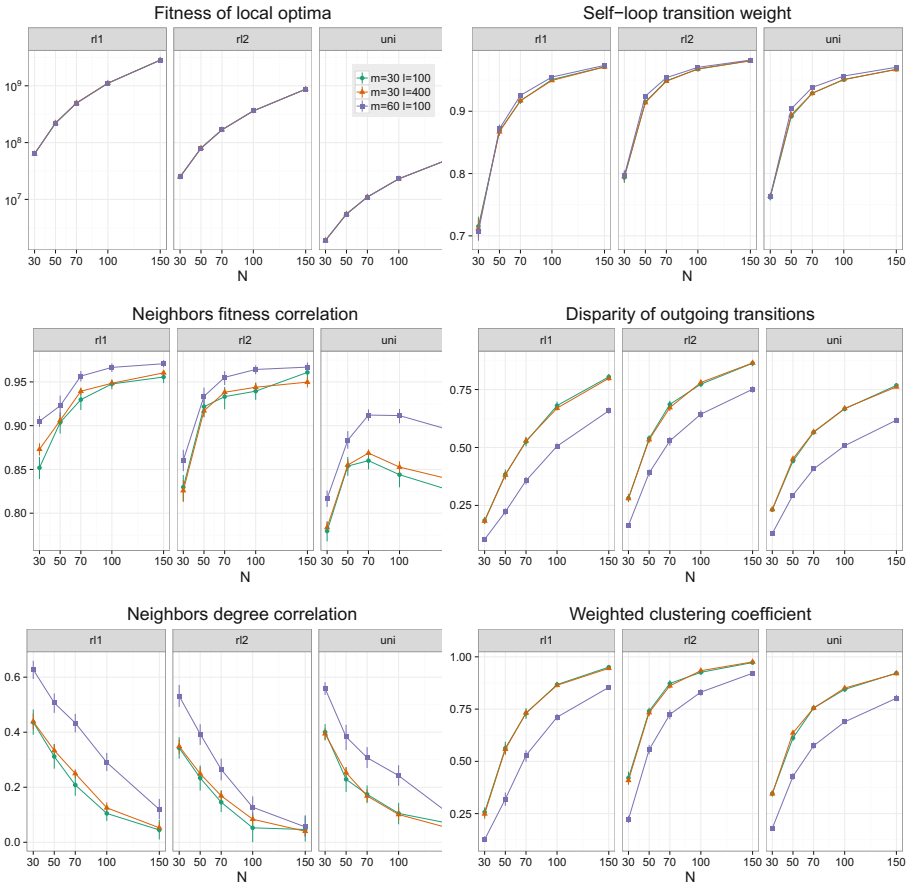 Fitness of local optima
rl1 rl2 uni
10⁹
10⁸
10⁷
m=30 l=100
m=30 l=400
m=60 l=100
30 50 70 100 150 30 50 70 100 150 30 50 70 100
N
Self−loop transition weight
rl1 rl2 uni
0.9
0.8
0.7
30 50 70 100 150 30 50 70 100 150 30 50 70 100 150
N
Neighbors fitness correlation
rl1 rl2 uni
0.95
0.90
0.85
0.80
30 50 70 100 150 30 50 70 100 150 30 50 70 100
N
Disparity of outgoing transitions
rl1 rl2 uni
0.75
0.50
0.25
30 50 70 100 150 30 50 70 100 150 30 50 70 100 150
N
Neighbors degree correlation
rl1 rl2 uni
0.6
0.4
0.2
0.0
30 50 70 100 150 30 50 70 100 150 30 50 70 100
N
Weighted clustering coefficient
rl1 rl2 uni
1.00
0.75
0.50
0.25
30 50 70 100 150 30 50 70 100 150 30 50 70 100 150
N